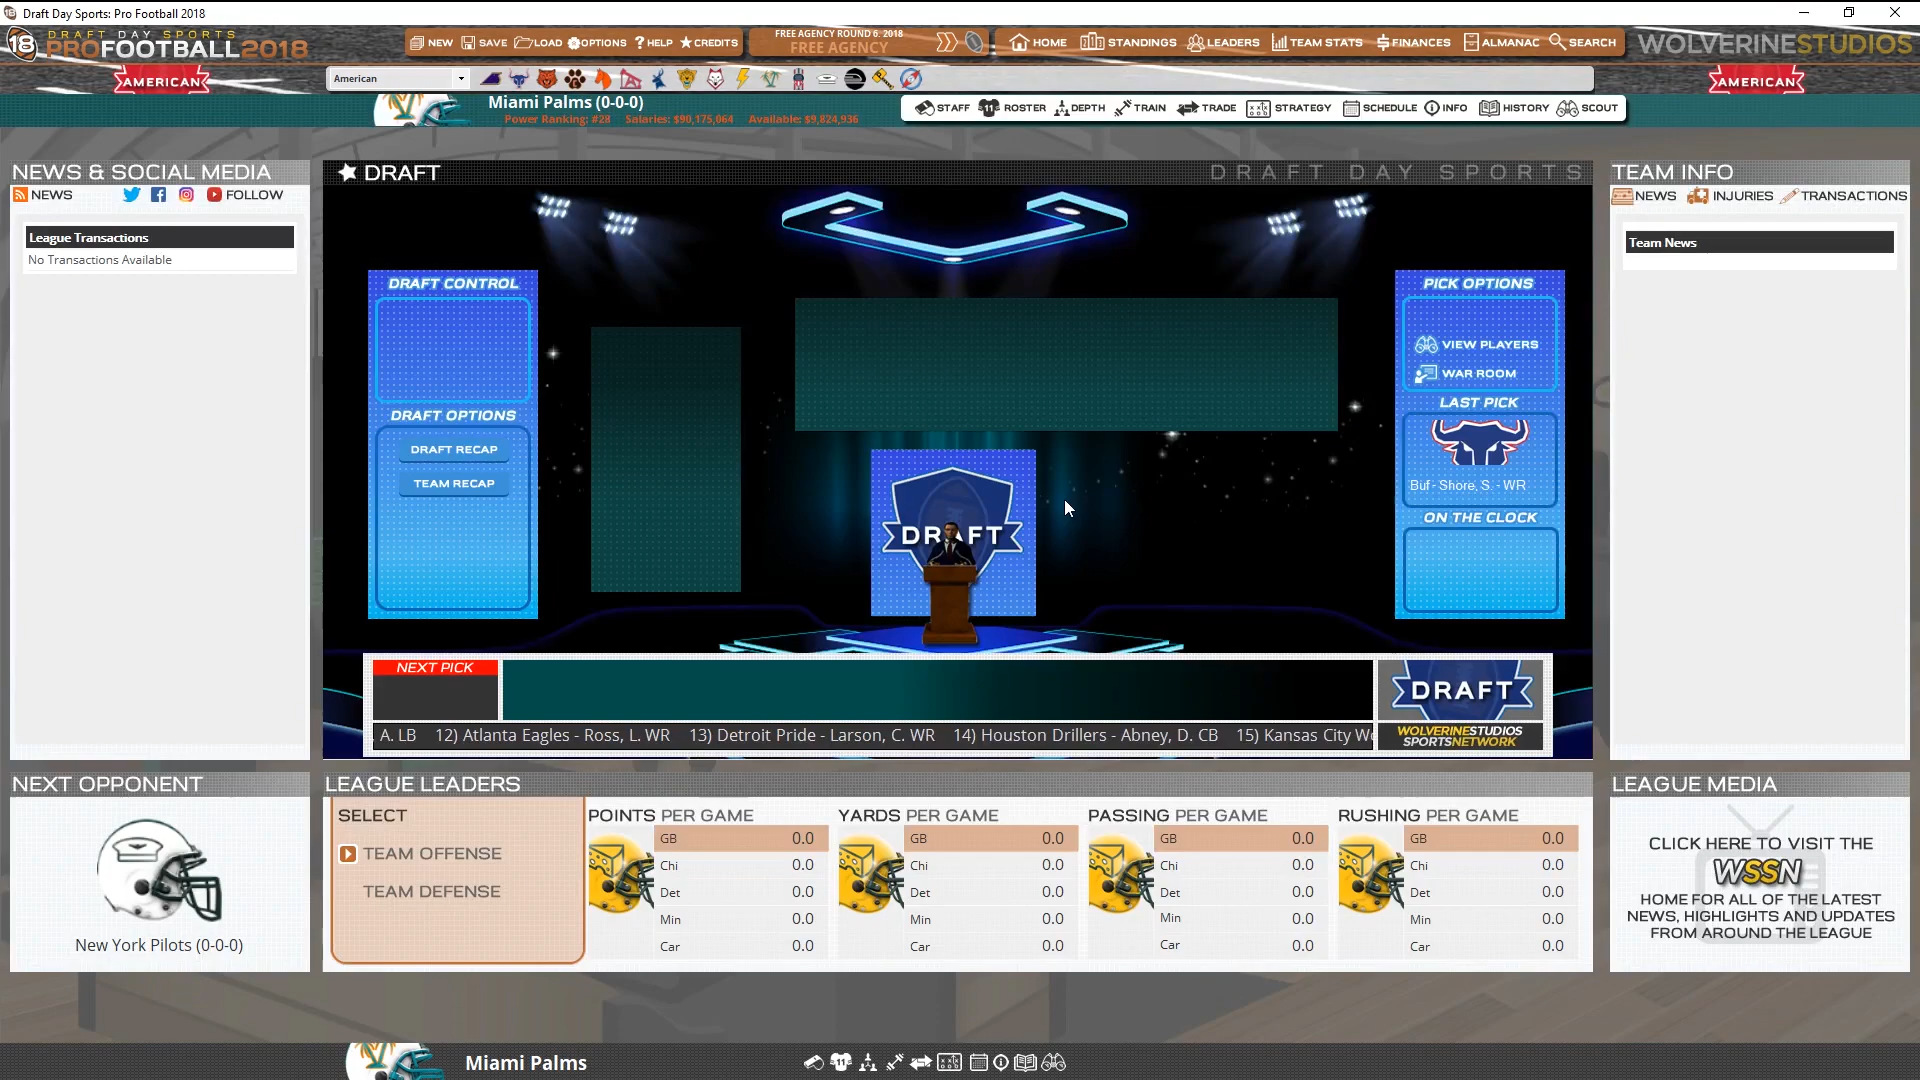 Draft Day Sports: Pro Football 2018
18
DRAFT DAY SPORTS
PROFOOTBALL2018
NEW SAVE LOAD OPTIONS HELP CREDITS
FREE AGENCY ROUND 6, 2018
FREE AGENCY
HOME STANDINGS LEADERS TEAM STATS FINANCES ALMANAC SEARCH
WOLVERINESTUDIOS
AMERICAN
American
AMERICAN
Miami Palms (0-0-0)
Power Ranking: #28 Salaries: $90,175,064 Available: $9,824,936
STAFF ROSTER DEPTH TRAIN TRADE STRATEGY SCHEDULE INFO HISTORY SCOUT
NEWS & SOCIAL MEDIA
NEWS FOLLOW
League Transactions
No Transactions Available
DRAFT
DRAFT DAY SPORTS
DRAFT CONTROL
DRAFT OPTIONS
DRAFT RECAP
TEAM RECAP
DRAFT
PICK OPTIONS
VIEW PLAYERS
WAR ROOM
LAST PICK
Buf - Shore, S. - WR
ON THE CLOCK
NEXT PICK
DRAFT
A. LB 12) Atlanta Eagles - Ross, L. WR 13) Detroit Pride - Larson, C. WR 14) Houston Drillers - Abney, D. CB 15) Kansas City Wo
WOLVERINESTUDIOS
SPORTSNETWORK
TEAM INFO
NEWS INJURIES TRANSACTIONS
Team News
NEXT OPPONENT
New York Pilots (0-0-0)
LEAGUE LEADERS
SELECT
TEAM OFFENSE
TEAM DEFENSE
POINTS PER GAME
GB 0.0
Chi 0.0
Det 0.0
Min 0.0
Car 0.0
YARDS PER GAME
GB 0.0
Chi 0.0
Det 0.0
Min 0.0
Car 0.0
PASSING PER GAME
GB 0.0
Chi 0.0
Det 0.0
Min 0.0
Car 0.0
RUSHING PER GAME
GB 0.0
Chi 0.0
Det 0.0
Min 0.0
Car 0.0
LEAGUE MEDIA
CLICK HERE TO VISIT THE
WSSN
HOME FOR ALL OF THE LATEST
NEWS, HIGHLIGHTS AND UPDATES
FROM AROUND THE LEAGUE
Miami Palms